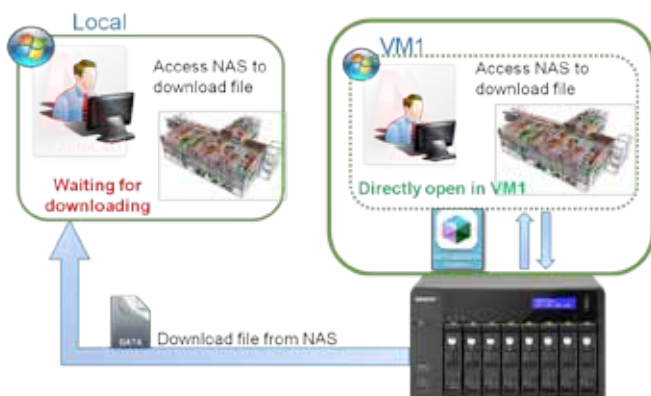 Local
Access NAS to
download file
Waiting for
downloading
VM1
Access NAS to
download file
Directly open in VM1
DATA
Download file from NAS